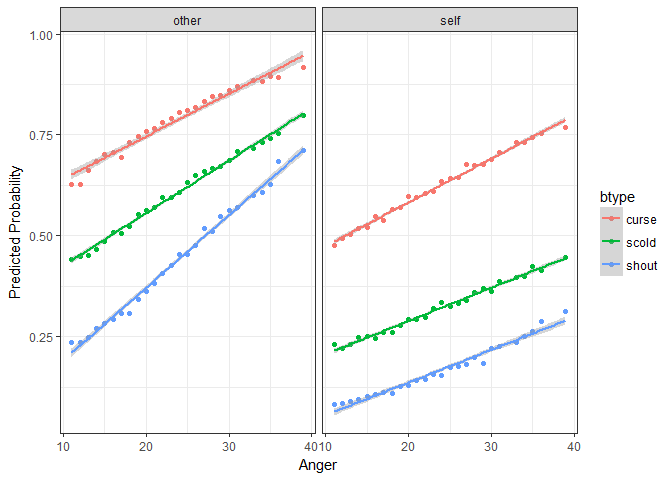 other self
1.00
0.75
0.50
0.25
Predicted Probability
10 20 30 40 10 20 30 40
Anger
btype
curse
scold
shout